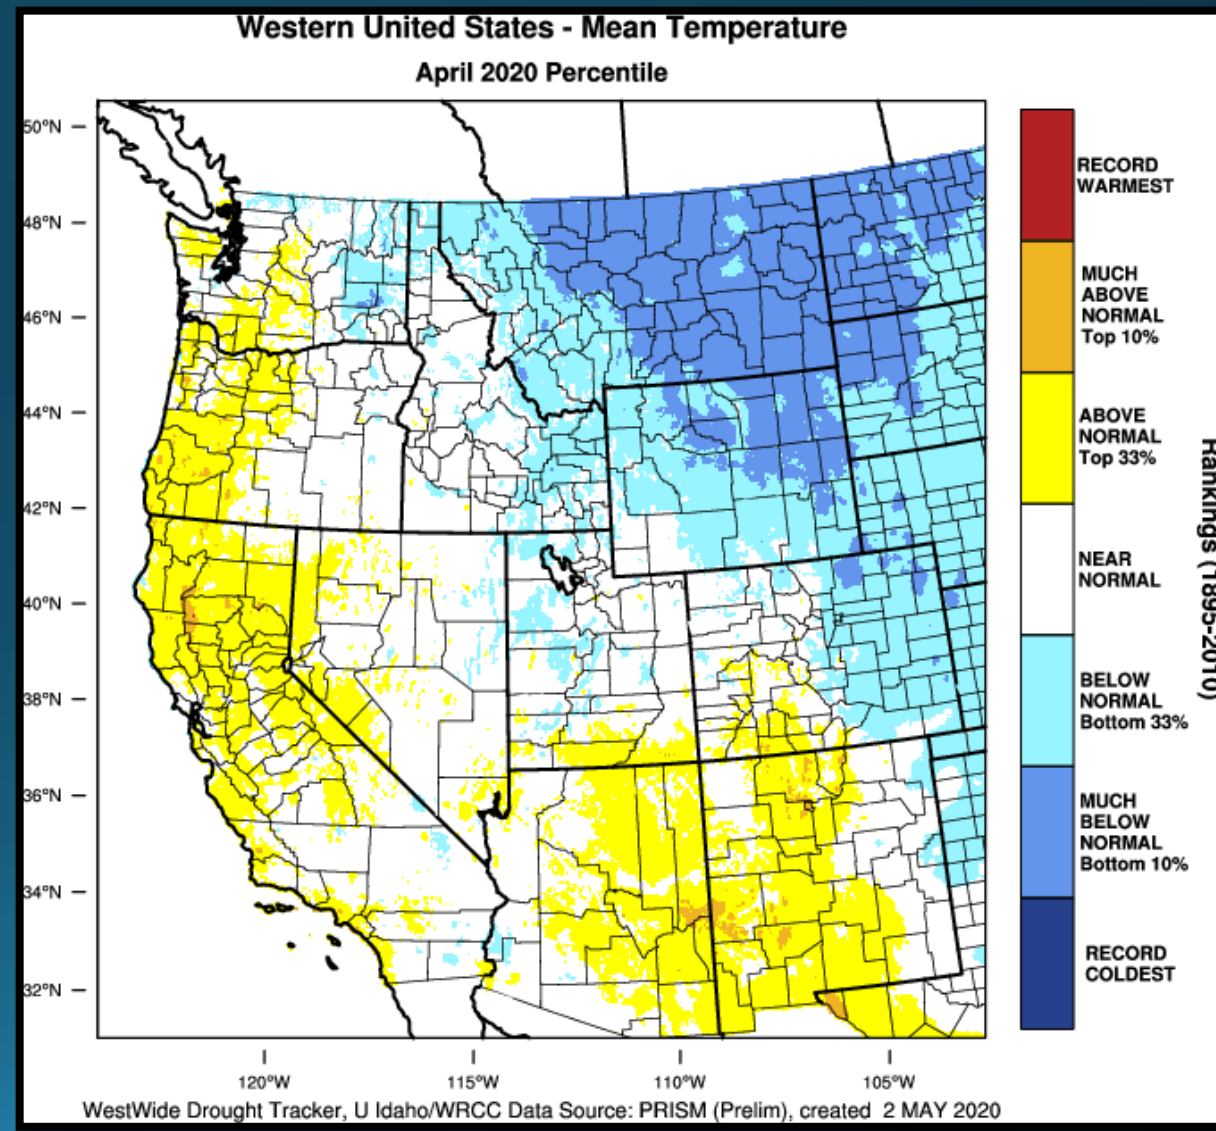 Western United States - Mean Temperature
April 2020 Percentile
50°N
48°N
46°N
44°N
42°N
40°N
38°N
36°N
34°N
32°N
120°W
115°W
110°W
105°W
RECORD
WARMEST
MUCH
ABOVE
NORMAL
Top 10%
ABOVE
NORMAL
Top 33%
NEAR
NORMAL
BELOW
NORMAL
Bottom 33%
MUCH
BELOW
NORMAL
Bottom 10%
RECORD
COLDEST
Rankings (1895-2010)
WestWide Drought Tracker, U Idaho/WRCC Data Source: PRISM (Prelim), created 2 MAY 2020